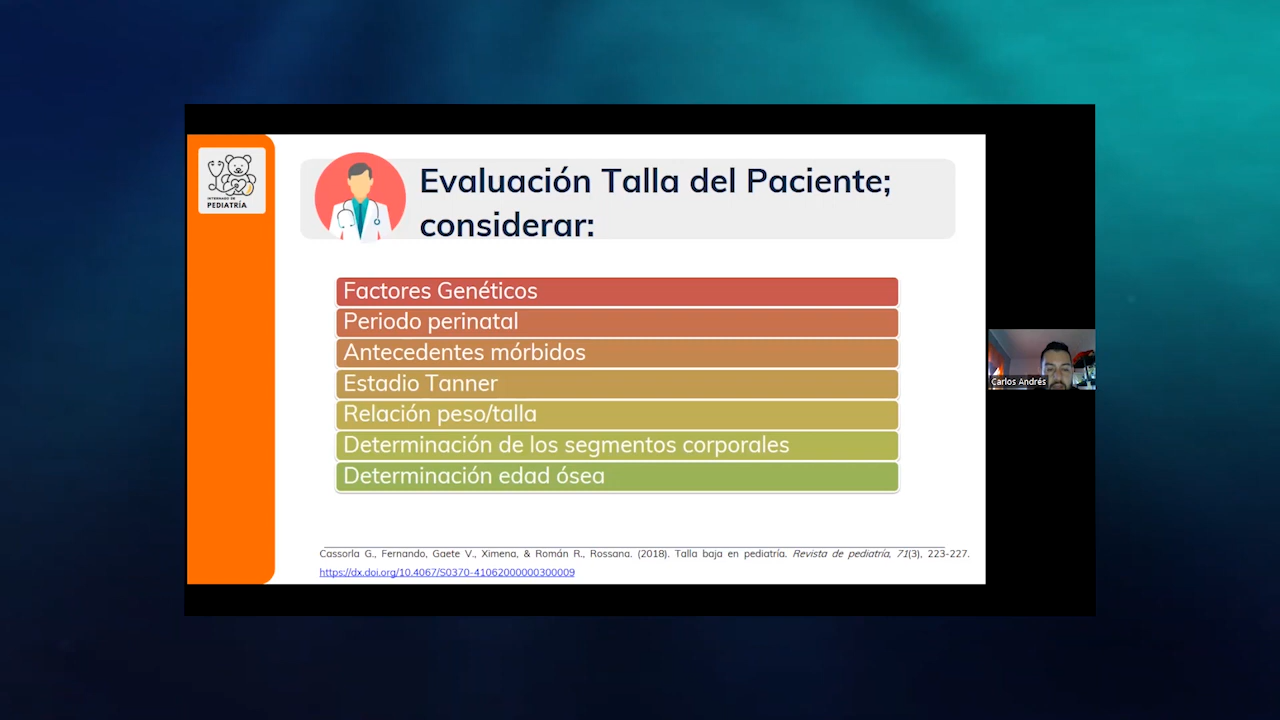 INTERNADO DE
PEDIATRÍA
Evaluación Talla del Paciente;
considerar:
Factores Genéticos
Periodo perinatal
Antecedentes mórbidos
Estadio Tanner
Relación peso/talla
Determinación de los segmentos corporales
Determinación edad ósea
Carlos Andrés
Cassorla G., Fernando, Gaete V., Ximena, & Román R., Rossana. (2018). Talla baja en pediatría. Revista de pediatría, 71(3), 223-227.
https://dx.doi.org/10.4067/S0370-41062000000300009